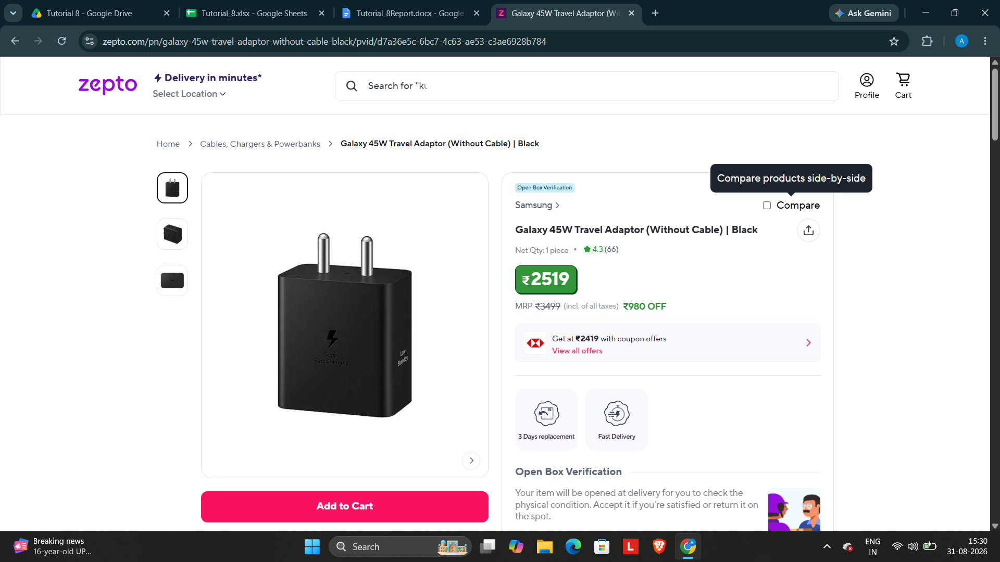 Tutorial 8 - Google Drive
Tutorial_8.xlsx - Google Sheets
Tutorial_8Report.docx - Google
Galaxy 45W Travel Adaptor (Wit
Ask Gemini
zepto.com/pn/galaxy-45w-travel-adaptor-without-cable-black/pvid/d7a36e5c-6bc7-4c63-ae53-c3ae6928b784
A
zepto
Delivery in minutes*
Select Location
Search for "ku
Profile
Cart
Home > Cables, Chargers & Powerbanks > Galaxy 45W Travel Adaptor (Without Cable) | Black
Super
Fast Charging
Low
Standby
Add to Cart
Compare products side-by-side
Open Box Verification
Samsung >
Compare
Galaxy 45W Travel Adaptor (Without Cable) | Black
Net Qty: 1 piece • 4.3 (66)
₹2519
MRP ₹3499 (incl. of all taxes) ₹980 OFF
Get at ₹2419 with coupon offers
View all offers
3 Days replacement
Fast Delivery
Open Box Verification
Your item will be opened at delivery for you to check the
physical condition. Accept it if you're satisfied or return it on
the spot.
Breaking news
16-year-old UP...
Search
L
A
ENG
IN
15:30
31-08-2026